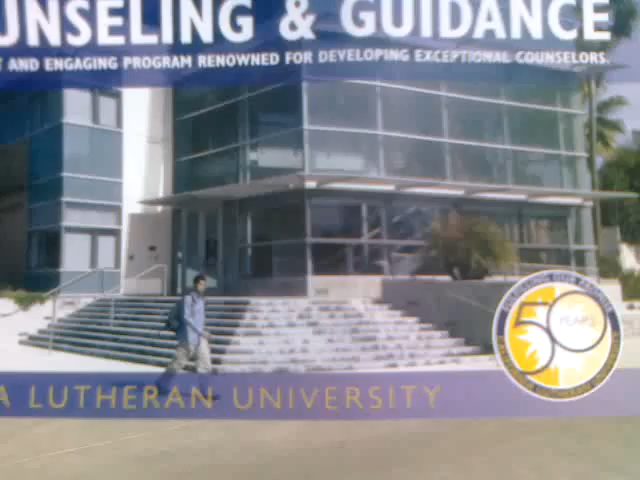 UNSELING & GUIDANCE
T AND ENGAGING PROGRAM RENOWNED FOR DEVELOPING EXCEPTIONAL COUNSELORS.
50
YEARS
A LUTHERAN UNIVERSITY